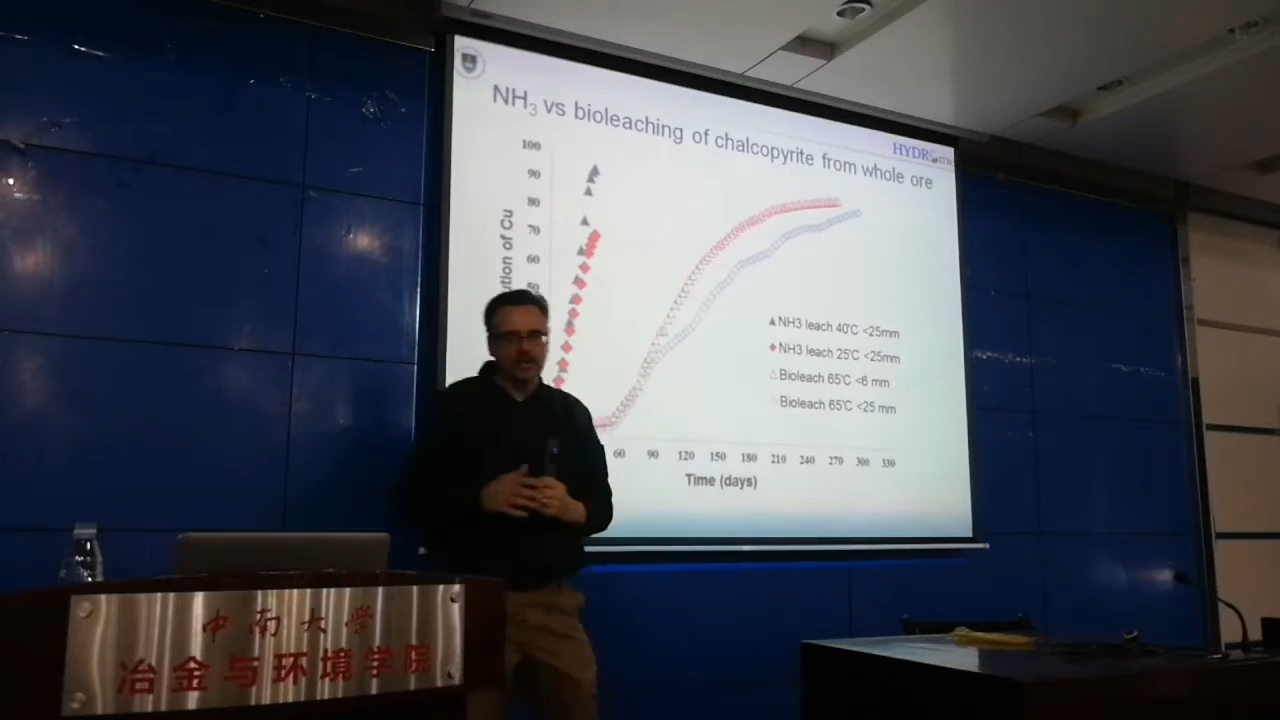 NH3 vs bioleaching of chalcopyrite from whole ore
HYDR
100
90
80
70
60
ution of Cu
▲NH3 leach 40℃ <25mm
◆NH3 leach 25℃ <25mm
△Bioleach 65℃ <6 mm
Bioleach 65℃ <25 mm
60 90 120 150 180 210 240 270 300 330
Time (days)
中南大学
冶金与环境学院